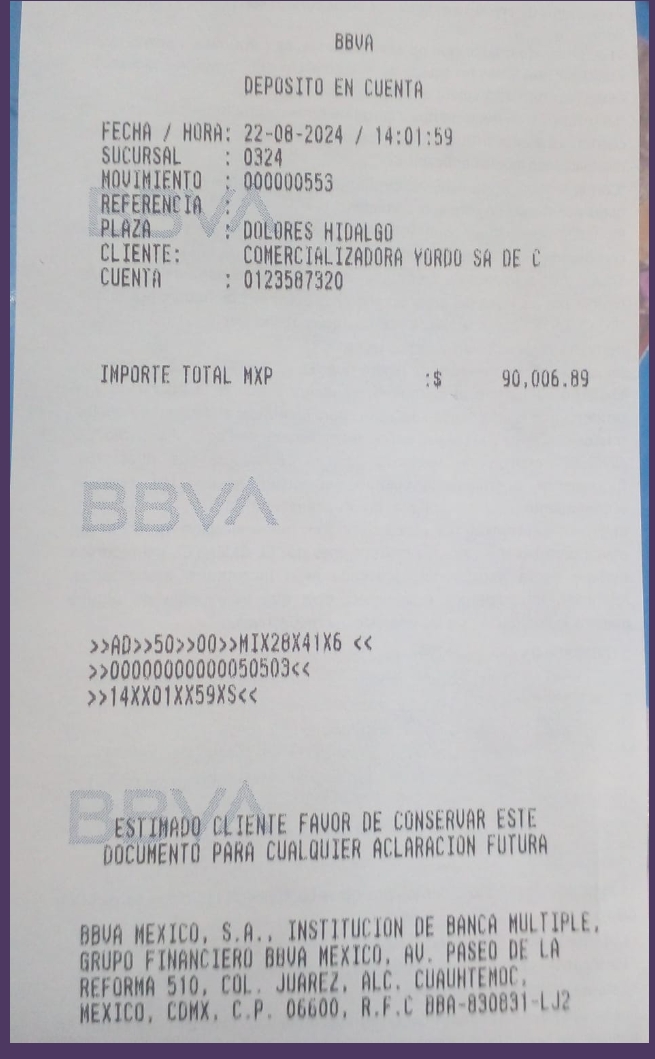 BBVA
DEPOSITO EN CUENTA
FECHA / HORA: 22-08-2024 / 14:01:59
SUCURSAL : 0324
MOVIMIENTO : 000000553
REFERENCIA :
PLAZA : DOLORES HIDALGO
CLIENTE: COMERCIALIZADORA YORDO SA DE C
CUENTA : 0123587320
BBVA
IMPORTE TOTAL MXP :$ 90,006.89
BBVA
>>AD>>50>>00>>MIX28X41X6 <<
>>00000000000050503<<
>>14XX01XX59XS<<
BBVA
ESTIMADO CLIENTE FAVOR DE CONSERVAR ESTE
DOCUMENTO PARA CUALQUIER ACLARACION FUTURA
BBVA MEXICO, S.A., INSTITUCION DE BANCA MULTIPLE,
GRUPO FINANCIERO BBVA MEXICO, AV. PASEO DE LA
REFORMA 510, COL. JUAREZ, ALC. CUAUHTEMOC,
MEXICO, CDMX, C.P. 06600, R.F.C BBA-830831-LJ2